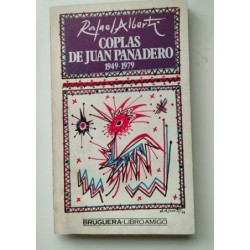 Rafael Alberti
COPLAS
DE JUAN PANADERO
1949-1979
BRUGUERA-LIBRO AMIGO